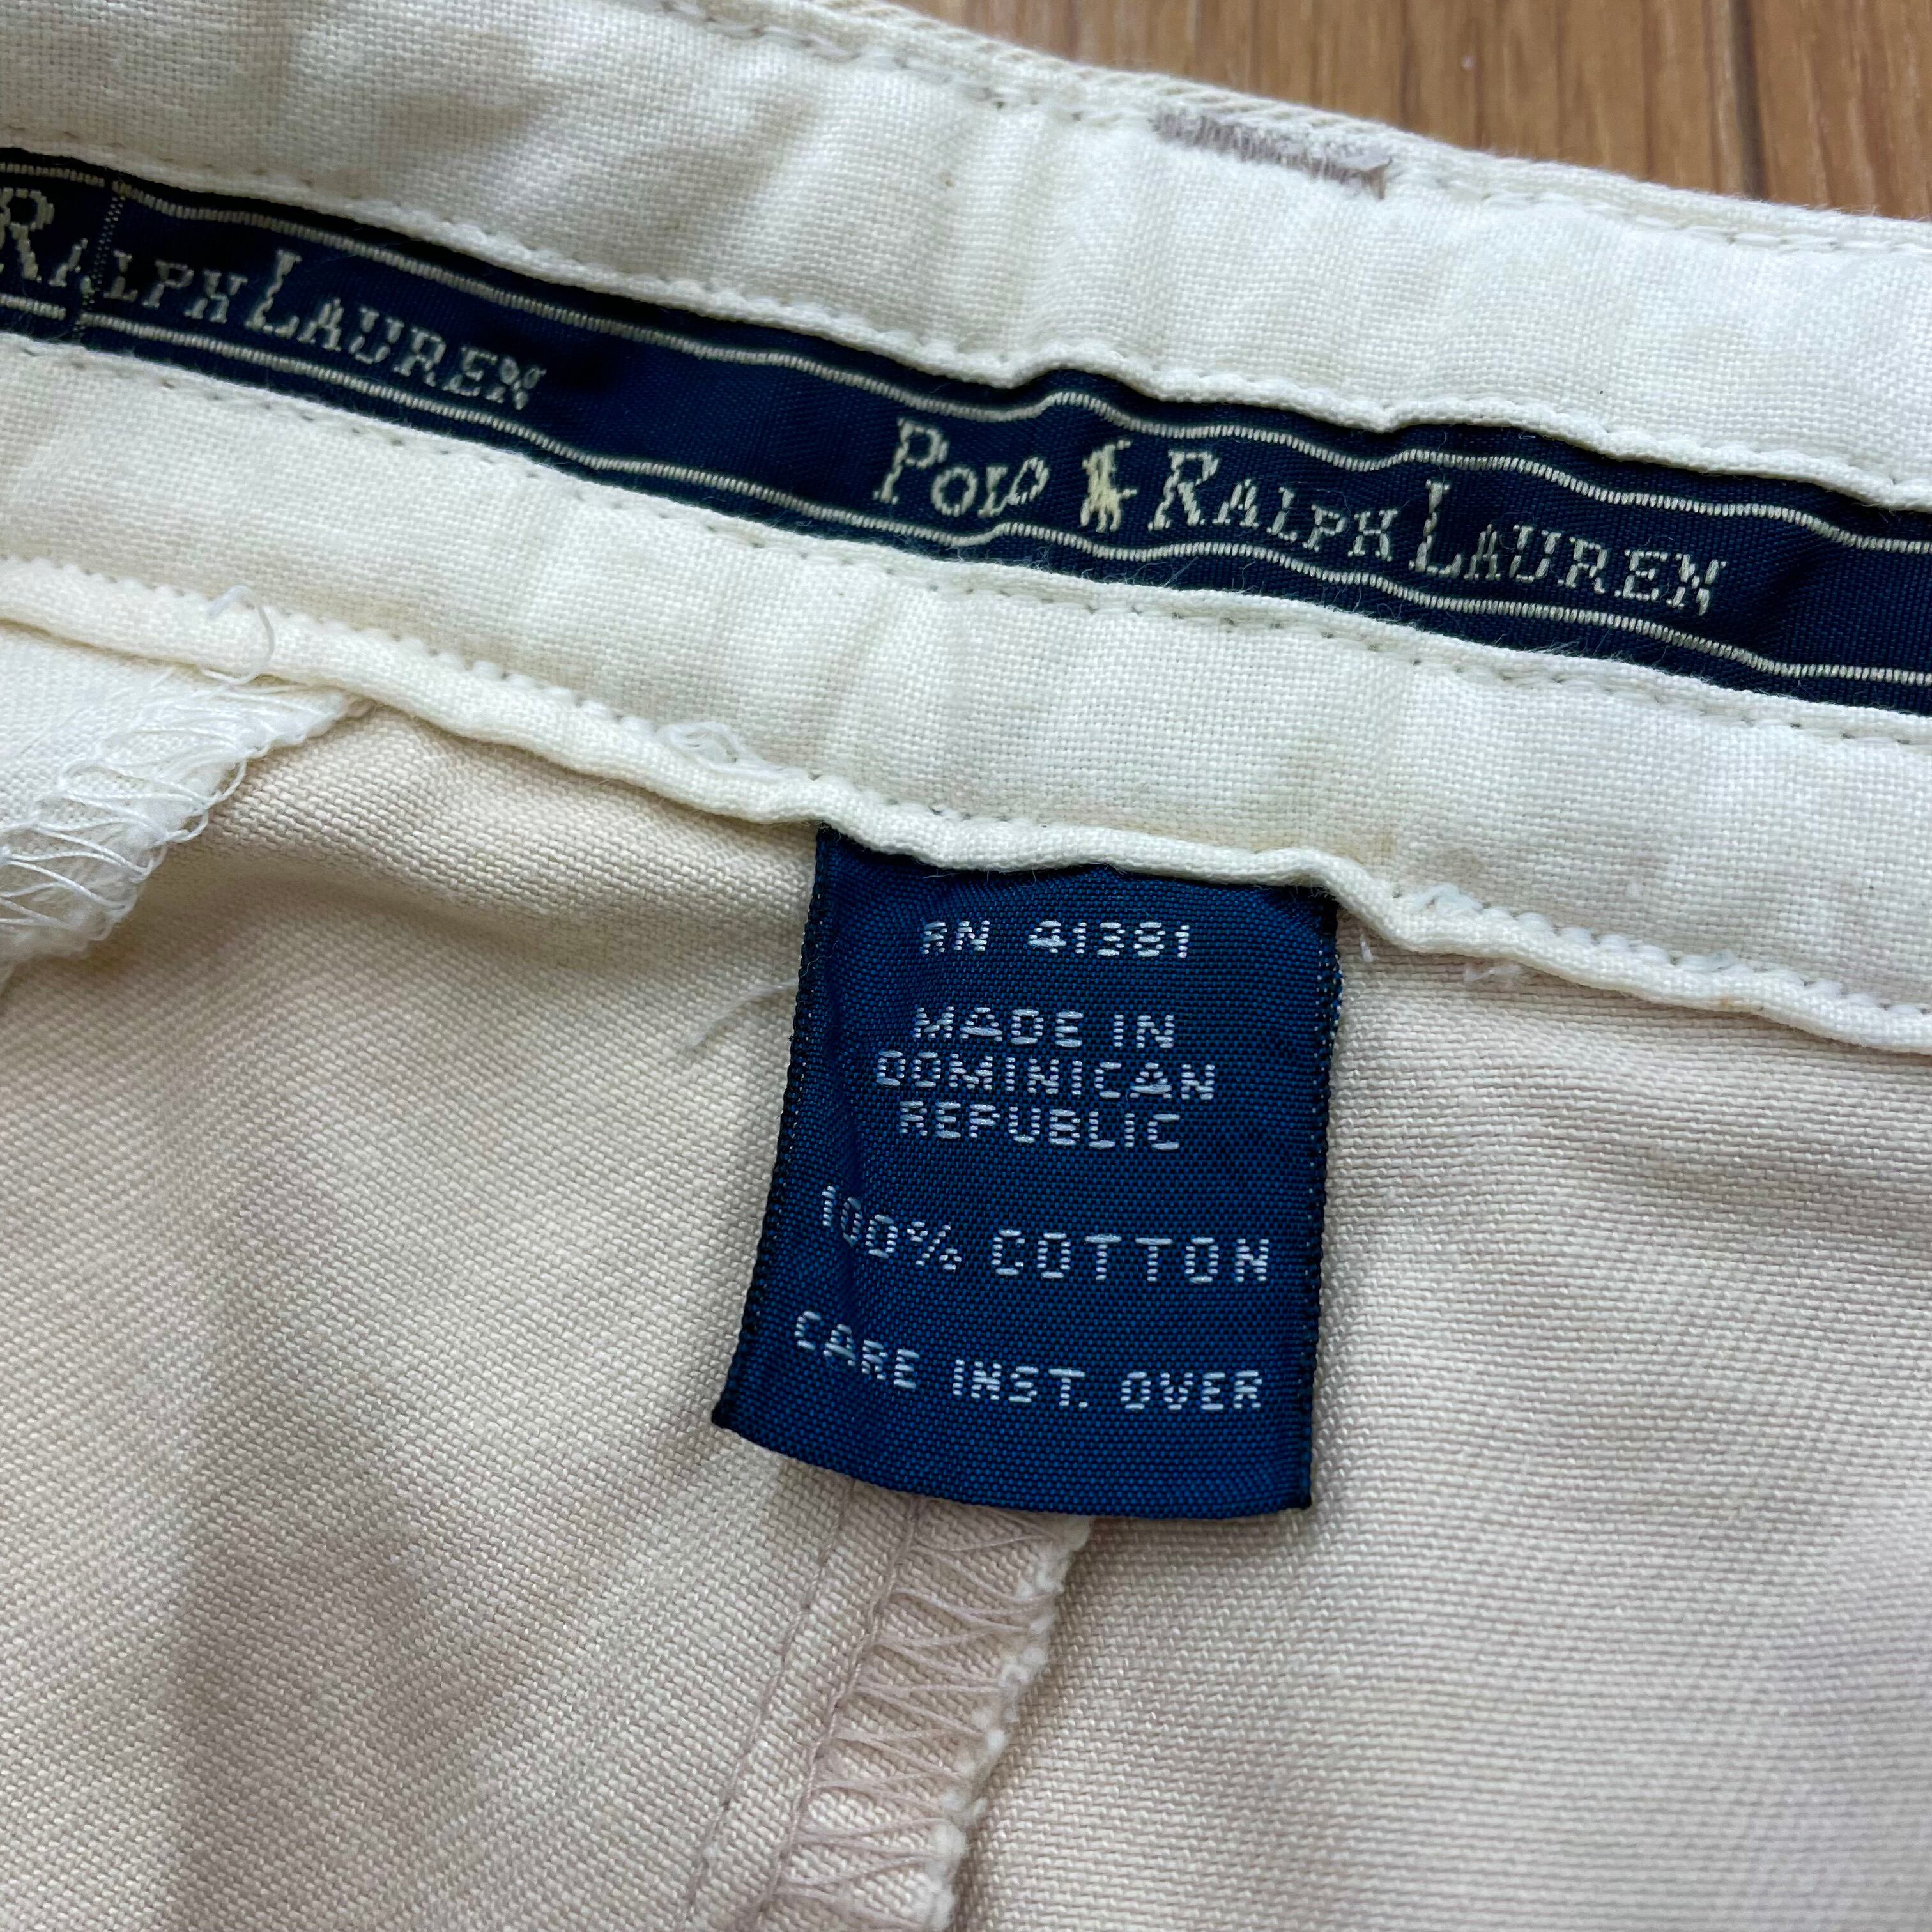 RALPH LAUREN
POLO RALPH LAUREN
RN 41381
MADE IN
DOMINICAN
REPUBLIC
100% COTTON
CARE INST. OVER